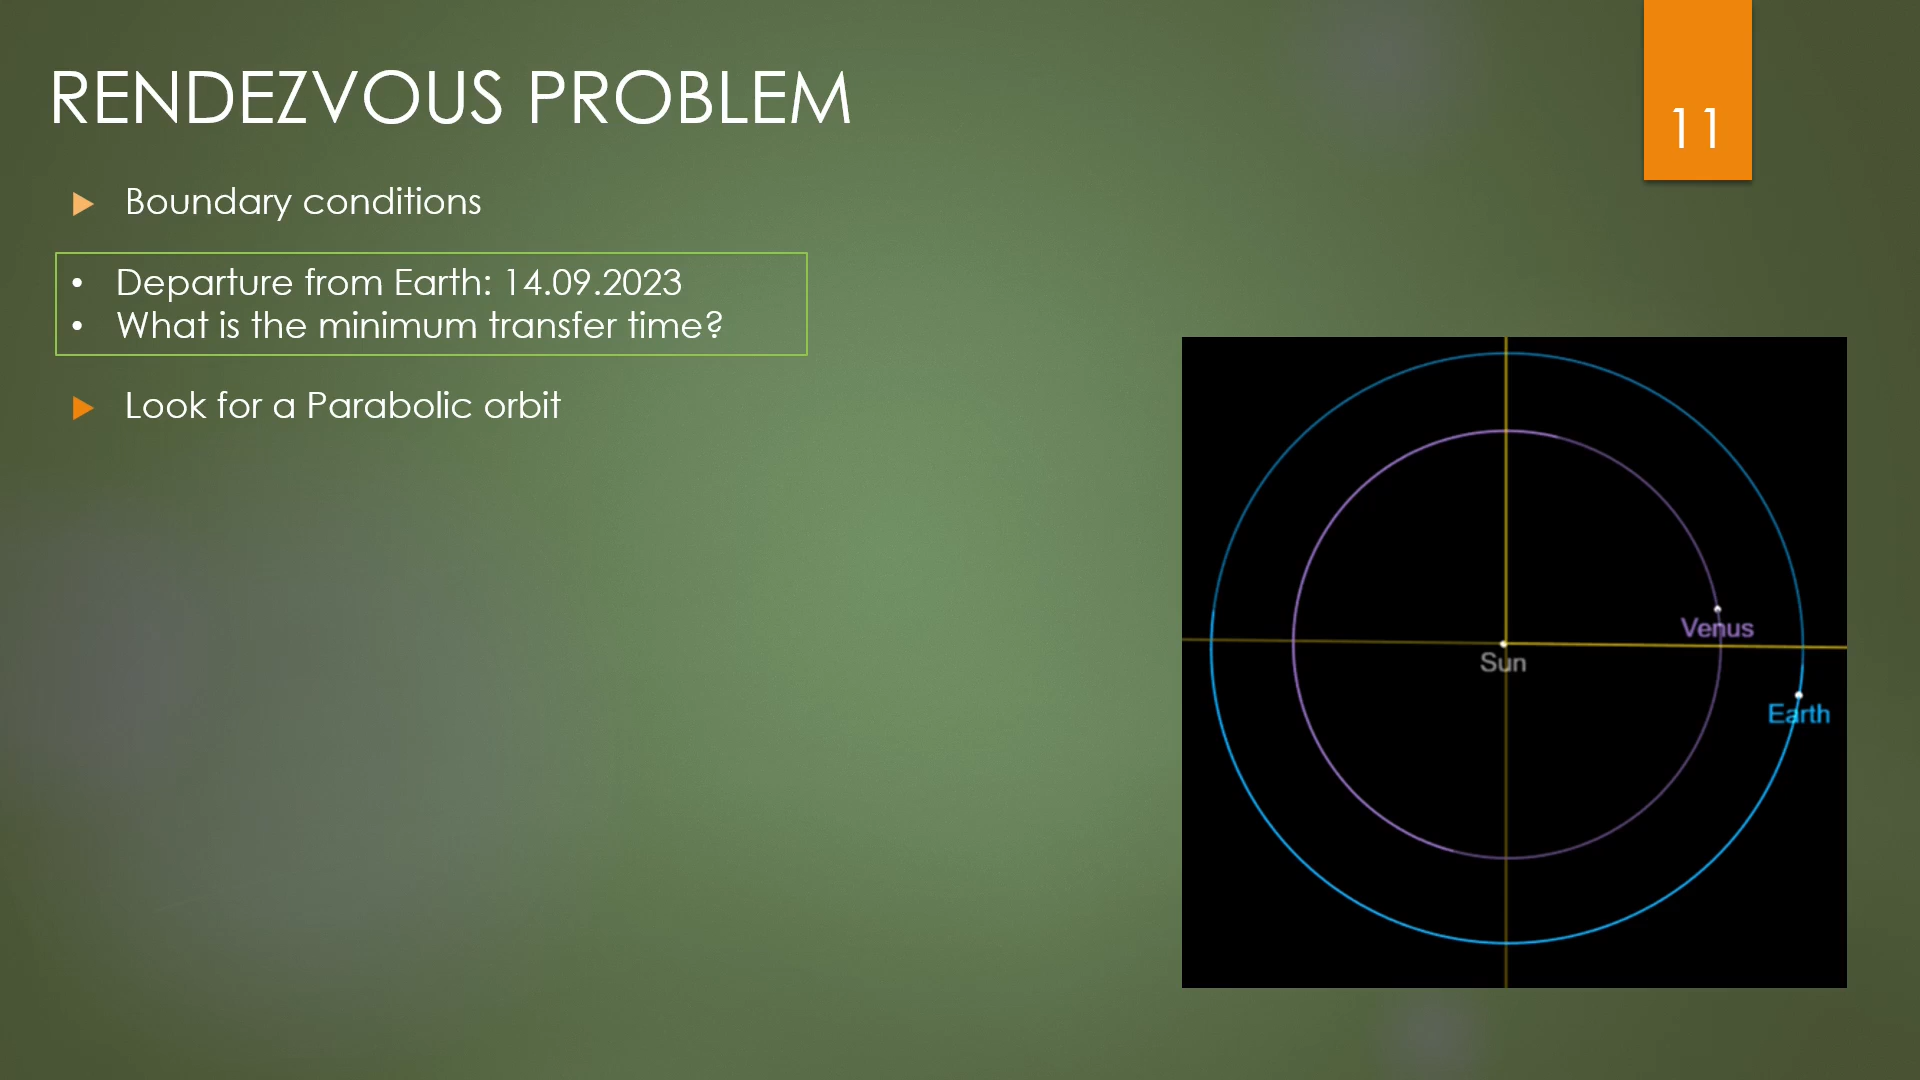 RENDEZVOUS PROBLEM
11
Boundary conditions
• Departure from Earth: 14.09.2023
• What is the minimum transfer time?
Look for a Parabolic orbit
Venus
Sun
Earth